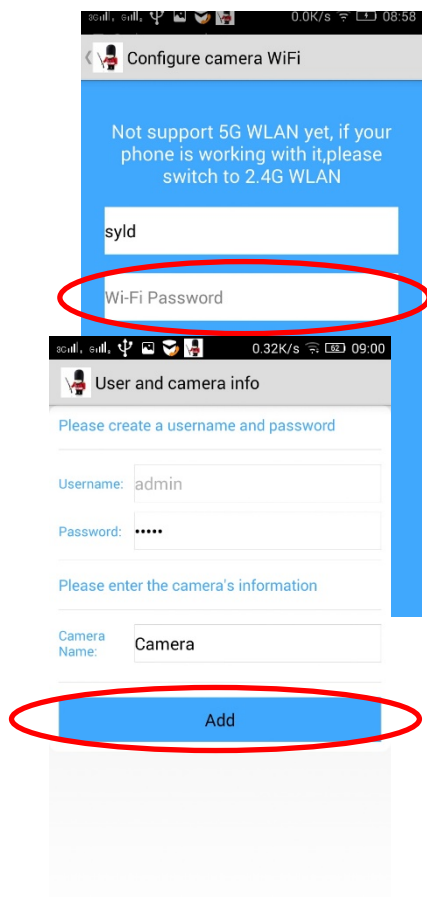 0.0K/s 08:58
Configure camera WiFi
Not support 5G WLAN yet, if your
phone is working with it,please
switch to 2.4G WLAN
syld
Wi-Fi Password
0.32K/s 62 09:00
User and camera info
Please create a username and password
Username: admin
Password: •••••
Please enter the camera's information
Camera
Name: Camera
Add